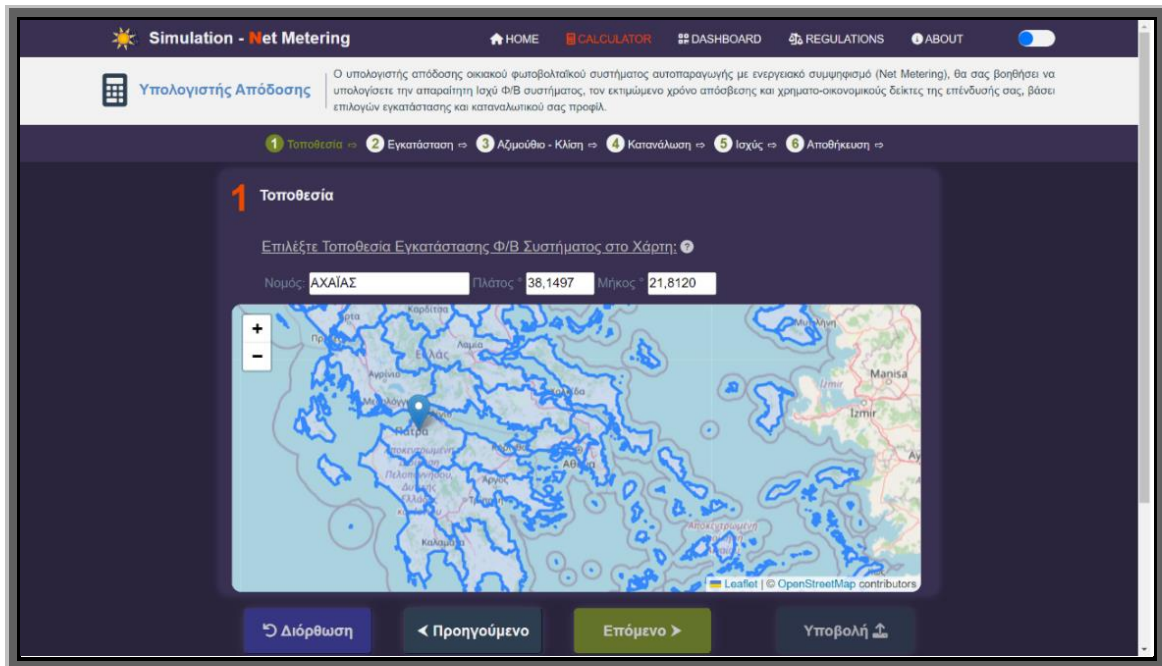 Simulation - Net Metering
HOME
CALCULATOR
DASHBOARD
REGULATIONS
ABOUT
Υπολογιστής Απόδοσης
Ο υπολογιστής απόδοσης οικιακού φωτοβολταϊκού συστήματος αυτοπαραγωγής με ενεργειακό συμψηφισμό (Net Metering), θα σας βοηθήσει να
υπολογίσετε την απαραίτητη Ισχύ Φ/Β συστήματος, τον εκτιμώμενο χρόνο απόσβεσης και χρηματο-οικονομικούς δείκτες της επένδυσής σας, βάσει
επιλογών εγκατάστασης και καταναλωτικού σας προφίλ.
1 Τοποθεσία ⇨ 2 Εγκατάσταση ⇨ 3 Αζιμούθιο - Κλίση ⇨ 4 Κατανάλωση ⇨ 5 Ισχύς ⇨ 6 Αποθήκευση ⇨
1 Τοποθεσία
Επιλέξτε Τοποθεσία Εγκατάστασης Φ/Β Συστήματος στο Χάρτη: ?
Νομός: ΑΧΑΪΑΣ Πλάτος ° 38,1497 Μήκος ° 21,8120
+
−
Καρδίτσα
Λαμία
Ελλάς
Αγρίνιο
Πάτρα
Άργος
Καλαμάτα
Manisa
Izmir
İzmir
Leaflet | © OpenStreetMap contributors
Διόρθωση
Προηγούμενο
Επόμενο
Υποβολή